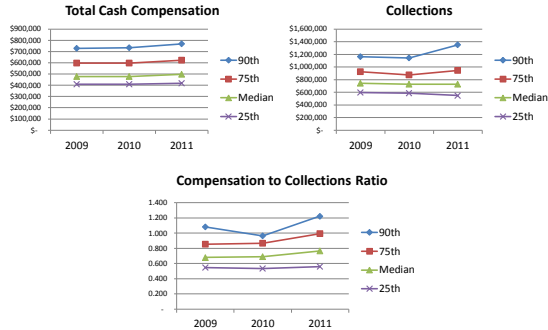 Total Cash Compensation
$900,000
$800,000
$700,000
$600,000
$500,000
$400,000
$300,000
$200,000
$100,000
$-
2009 2010 2011
90th
75th
Median
25th
Collections
$1,600,000
$1,400,000
$1,200,000
$1,000,000
$800,000
$600,000
$400,000
$200,000
$-
2009 2010 2011
90th
75th
Median
25th
Compensation to Collections Ratio
1.400
1.200
1.000
0.800
0.600
0.400
0.200
-
2009 2010 2011
90th
75th
Median
25th